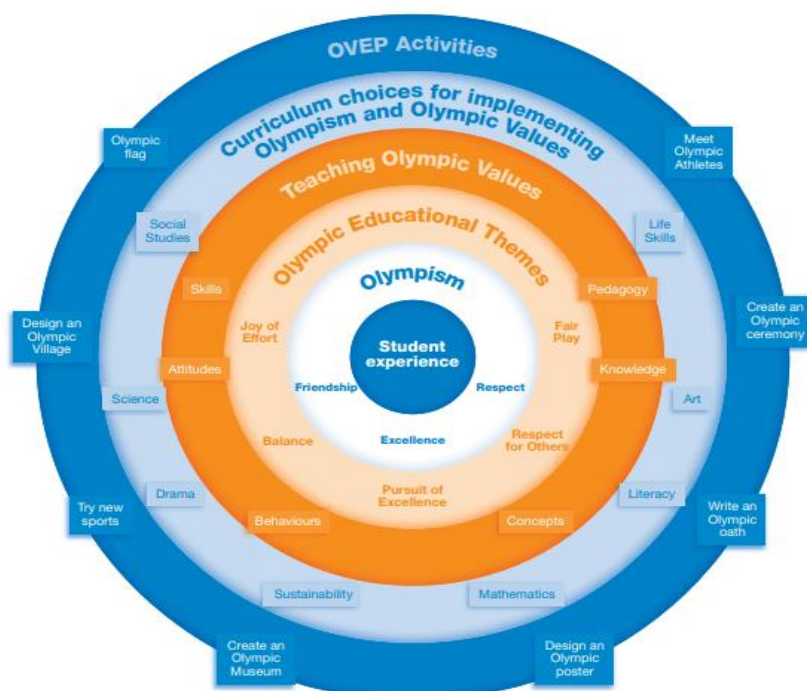 OVEP Activities
Curriculum choices for implementing
Olympism and Olympic Values
Teaching Olympic Values
Olympic Educational Themes
Olympism
Student
experience
Friendship
Respect
Excellence
Joy of
Effort
Fair
Play
Balance
Respect
for Others
Pursuit of
Excellence
Skills
Pedagogy
Attitudes
Knowledge
Behaviours
Concepts
Social
Studies
Life
Skills
Science
Art
Drama
Literacy
Sustainability
Mathematics
Olympic
flag
Meet
Olympic
Athletes
Design an
Olympic
Village
Create an
Olympic
ceremony
Try new
sports
Write an
Olympic
oath
Create an
Olympic
Museum
Design an
Olympic
poster